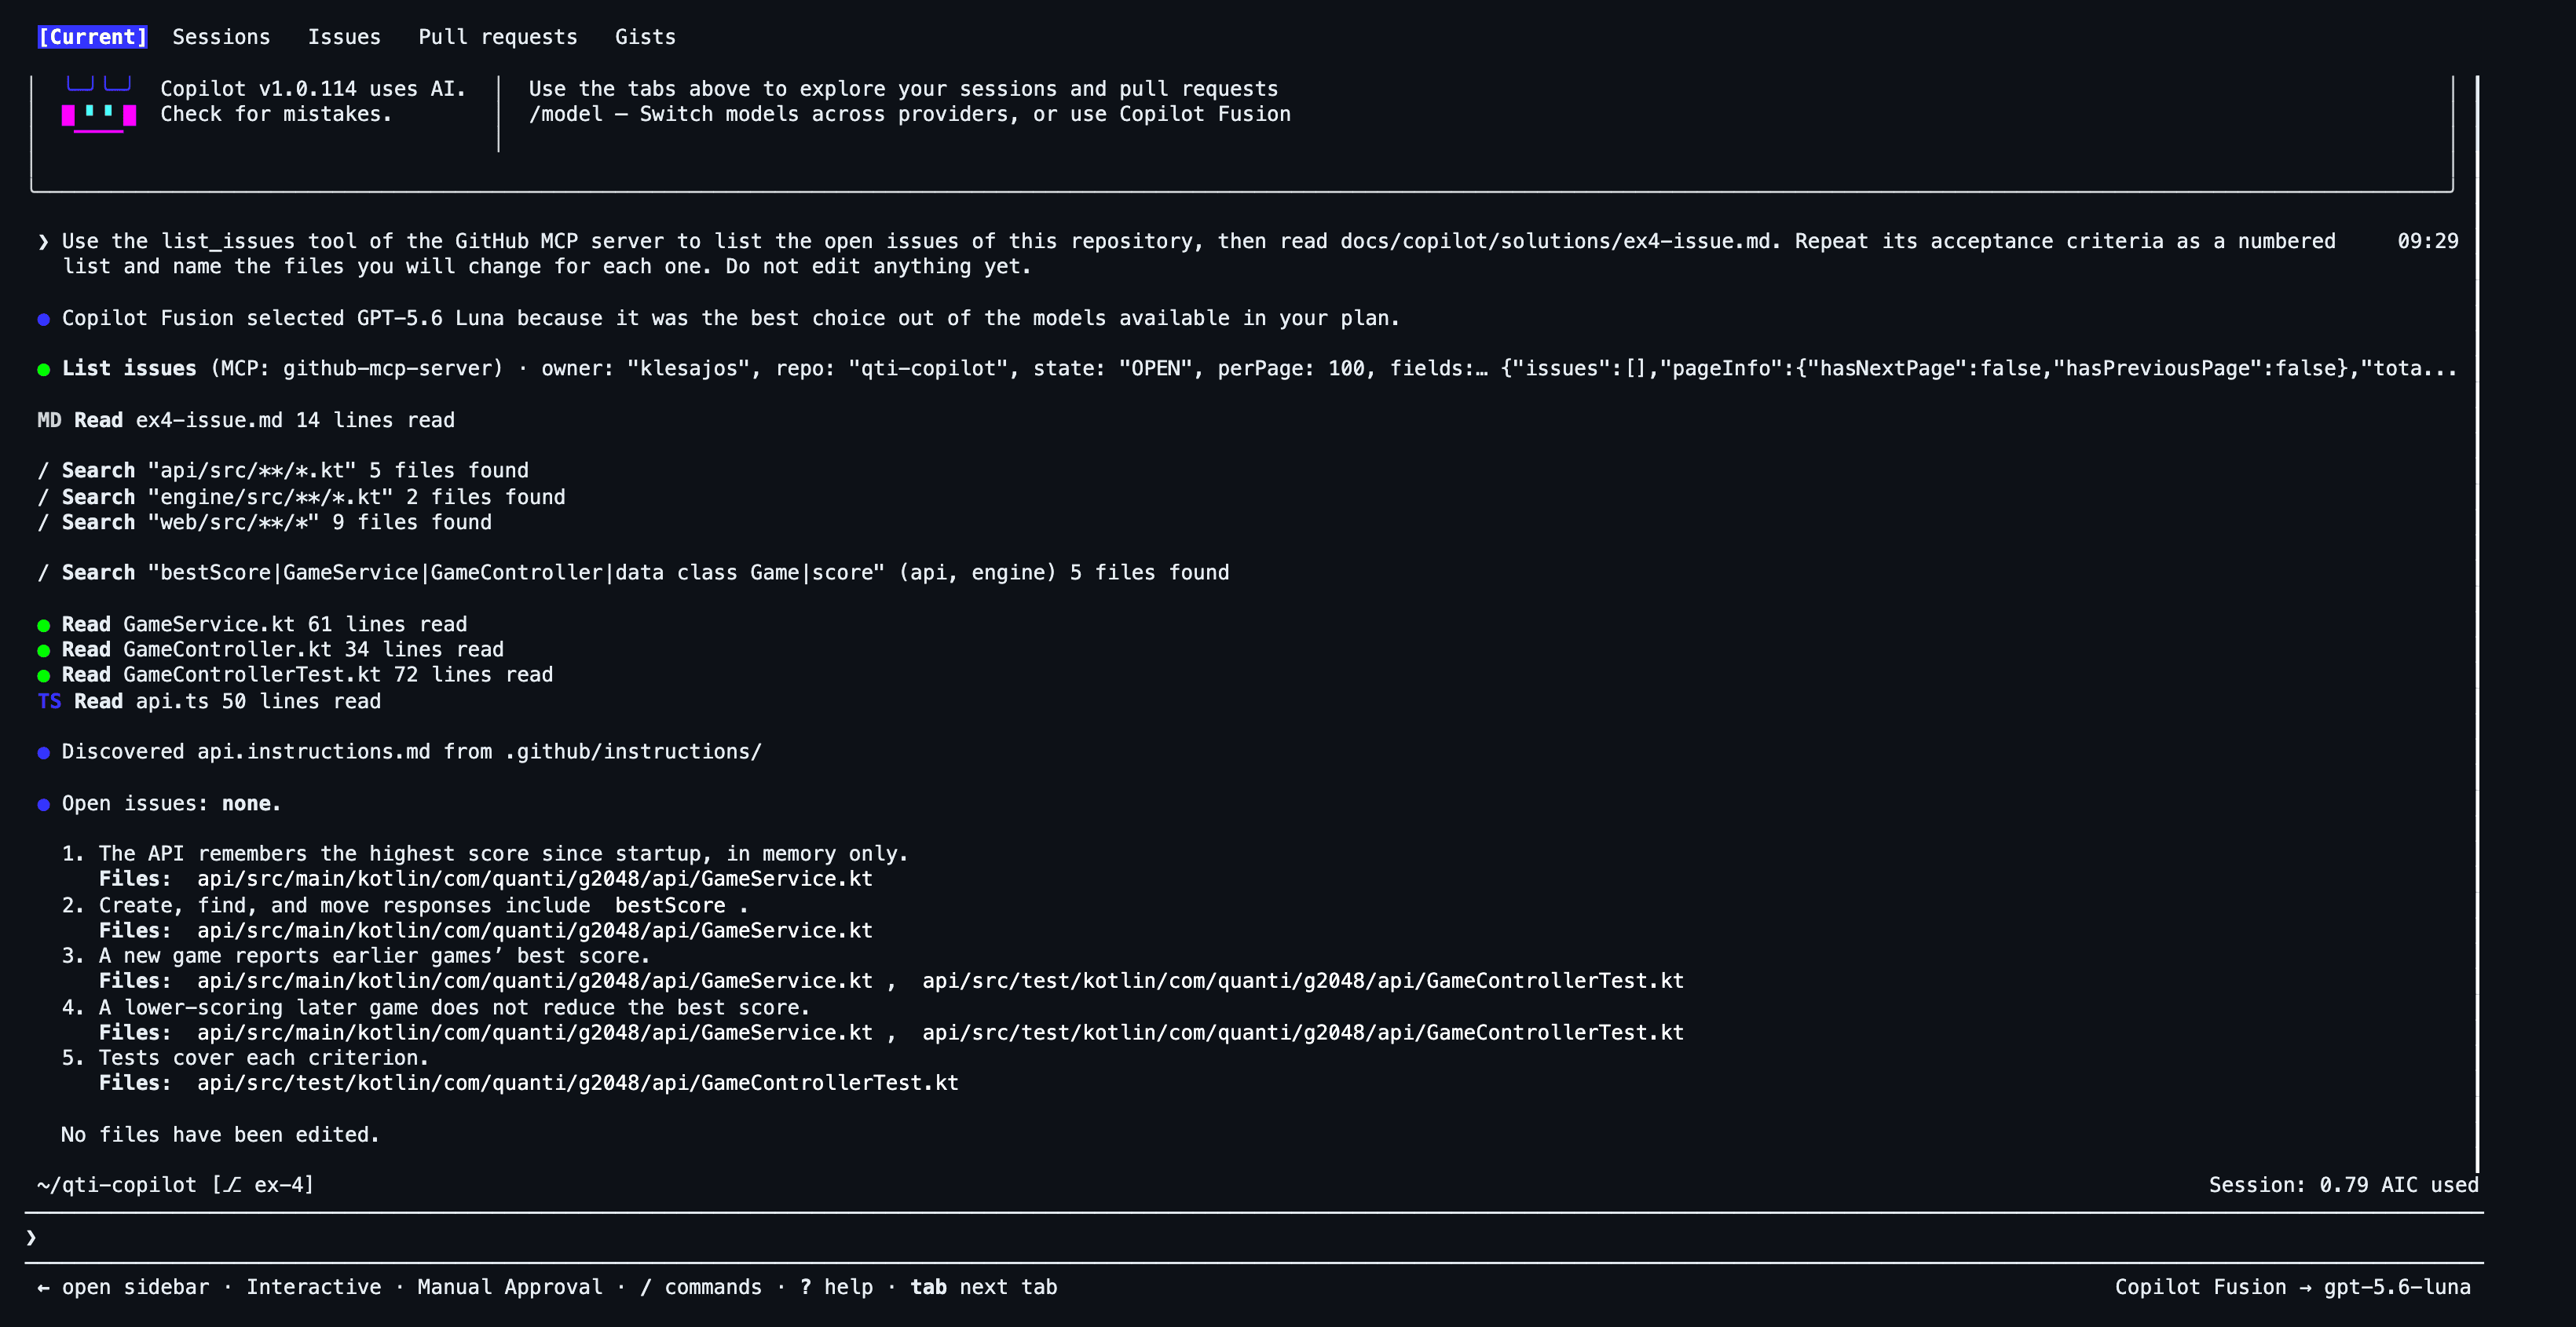 [Current] Sessions Issues Pull requests Gists
Copilot v1.0.114 uses AI. Use the tabs above to explore your sessions and pull requests
Check for mistakes. /model — Switch models across providers, or use Copilot Fusion
❯ Use the list_issues tool of the GitHub MCP server to list the open issues of this repository, then read docs/copilot/solutions/ex4-issue.md. Repeat its acceptance criteria as a numbered 09:29
list and name the files you will change for each one. Do not edit anything yet.
● Copilot Fusion selected GPT-5.6 Luna because it was the best choice out of the models available in your plan.
● List issues (MCP: github-mcp-server) · owner: "klesajos", repo: "qti-copilot", state: "OPEN", perPage: 100, fields:… {"issues":[],"pageInfo":{"hasNextPage":false,"hasPreviousPage":false},"tota...
MD Read ex4-issue.md 14 lines read
/ Search "api/src/**/*.kt" 5 files found
/ Search "engine/src/**/*.kt" 2 files found
/ Search "web/src/**/*" 9 files found
/ Search "bestScore|GameService|GameController|data class Game|score" (api, engine) 5 files found
● Read GameService.kt 61 lines read
● Read GameController.kt 34 lines read
● Read GameControllerTest.kt 72 lines read
TS Read api.ts 50 lines read
● Discovered api.instructions.md from .github/instructions/
● Open issues: none.
1. The API remembers the highest score since startup, in memory only.
Files: api/src/main/kotlin/com/quanti/g2048/api/GameService.kt
2. Create, find, and move responses include bestScore .
Files: api/src/main/kotlin/com/quanti/g2048/api/GameService.kt
3. A new game reports earlier games’ best score.
Files: api/src/main/kotlin/com/quanti/g2048/api/GameService.kt , api/src/test/kotlin/com/quanti/g2048/api/GameControllerTest.kt
4. A lower-scoring later game does not reduce the best score.
Files: api/src/main/kotlin/com/quanti/g2048/api/GameService.kt , api/src/test/kotlin/com/quanti/g2048/api/GameControllerTest.kt
5. Tests cover each criterion.
Files: api/src/test/kotlin/com/quanti/g2048/api/GameControllerTest.kt
No files have been edited.
~/qti-copilot [⎇ ex-4] Session: 0.79 AIC used
❯
← open sidebar · Interactive · Manual Approval · / commands · ? help · tab next tab Copilot Fusion → gpt-5.6-luna